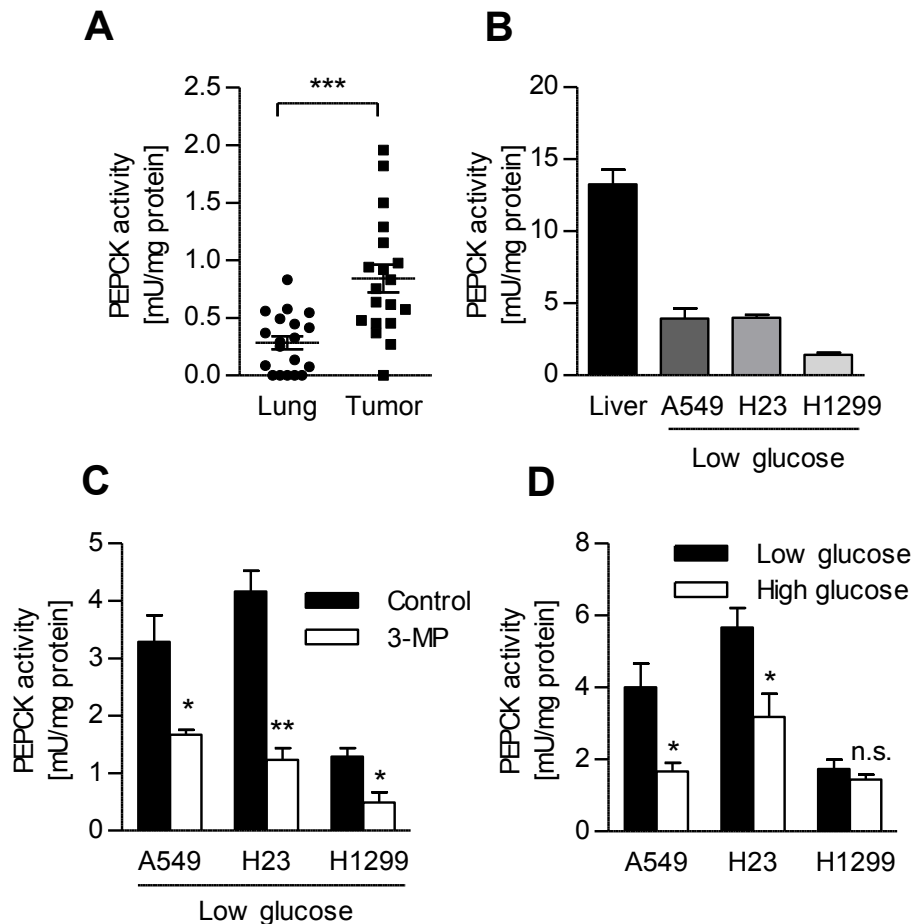 A
PEPCK activity
[mU/mg protein]
2.5
2.0
1.5
1.0
0.5
0.0
***
Lung Tumor
B
PEPCK activity
[mU/mg protein]
20
15
10
5
0
Liver A549 H23 H1299
Low glucose
C
PEPCK activity
[mU/mg protein]
5
4
3
2
1
0
Control
3-MP
*
**
*
A549 H23 H1299
Low glucose
D
PEPCK activity
[mU/mg protein]
8
6
4
2
0
Low glucose
High glucose
*
*
n.s.
A549 H23 H1299